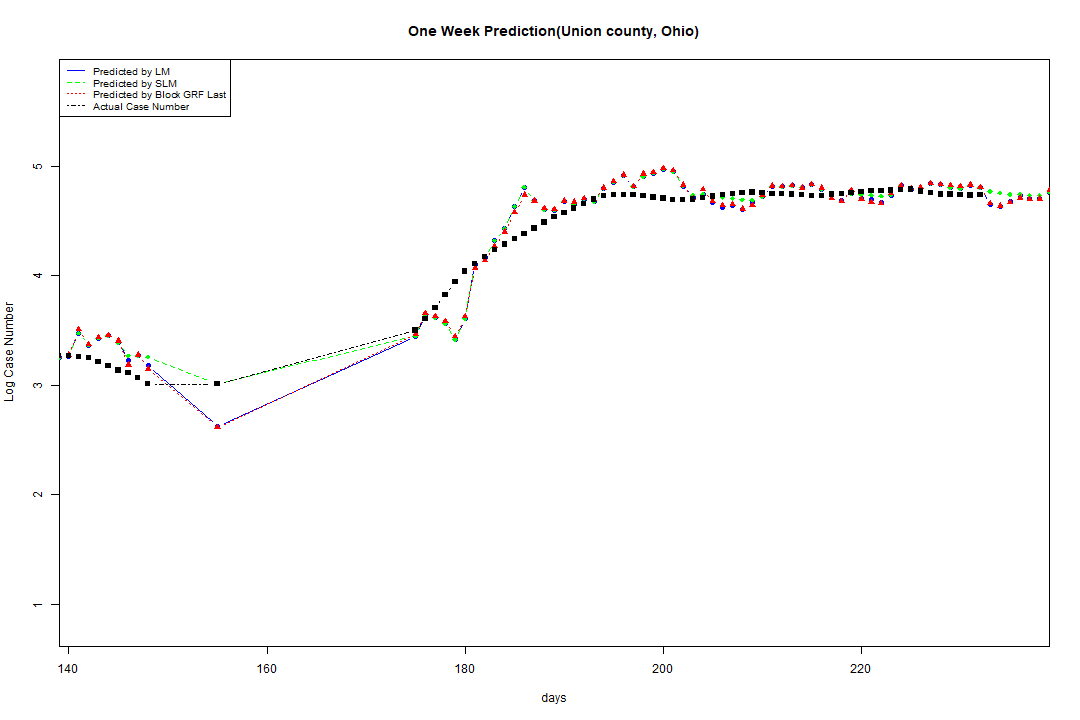 One Week Prediction(Union county, Ohio)
Predicted by LM
Predicted by SLM
Predicted by Block GRF Last
Actual Case Number
5
4
3
2
1
Log Case Number
140 160 180 200 220
days